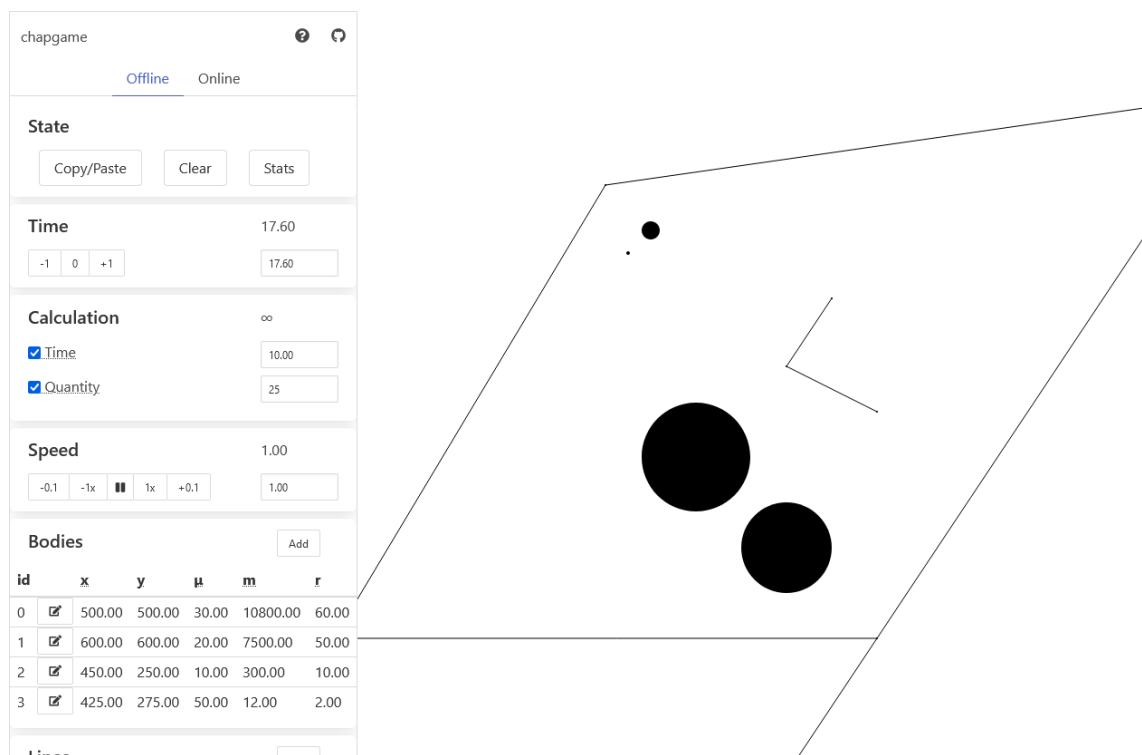 chapgame
Offline Online
State
Copy/Paste Clear Stats
Time 17.60
-1 0 +1 17.60
Calculation ∞
Time 10.00
Quantity 25
Speed 1.00
-0.1 -1x 1x +0.1 1.00
Bodies Add
id x y μ m r
0 500.00 500.00 30.00 10800.00 60.00
1 600.00 600.00 20.00 7500.00 50.00
2 450.00 250.00 10.00 300.00 10.00
3 425.00 275.00 50.00 12.00 2.00